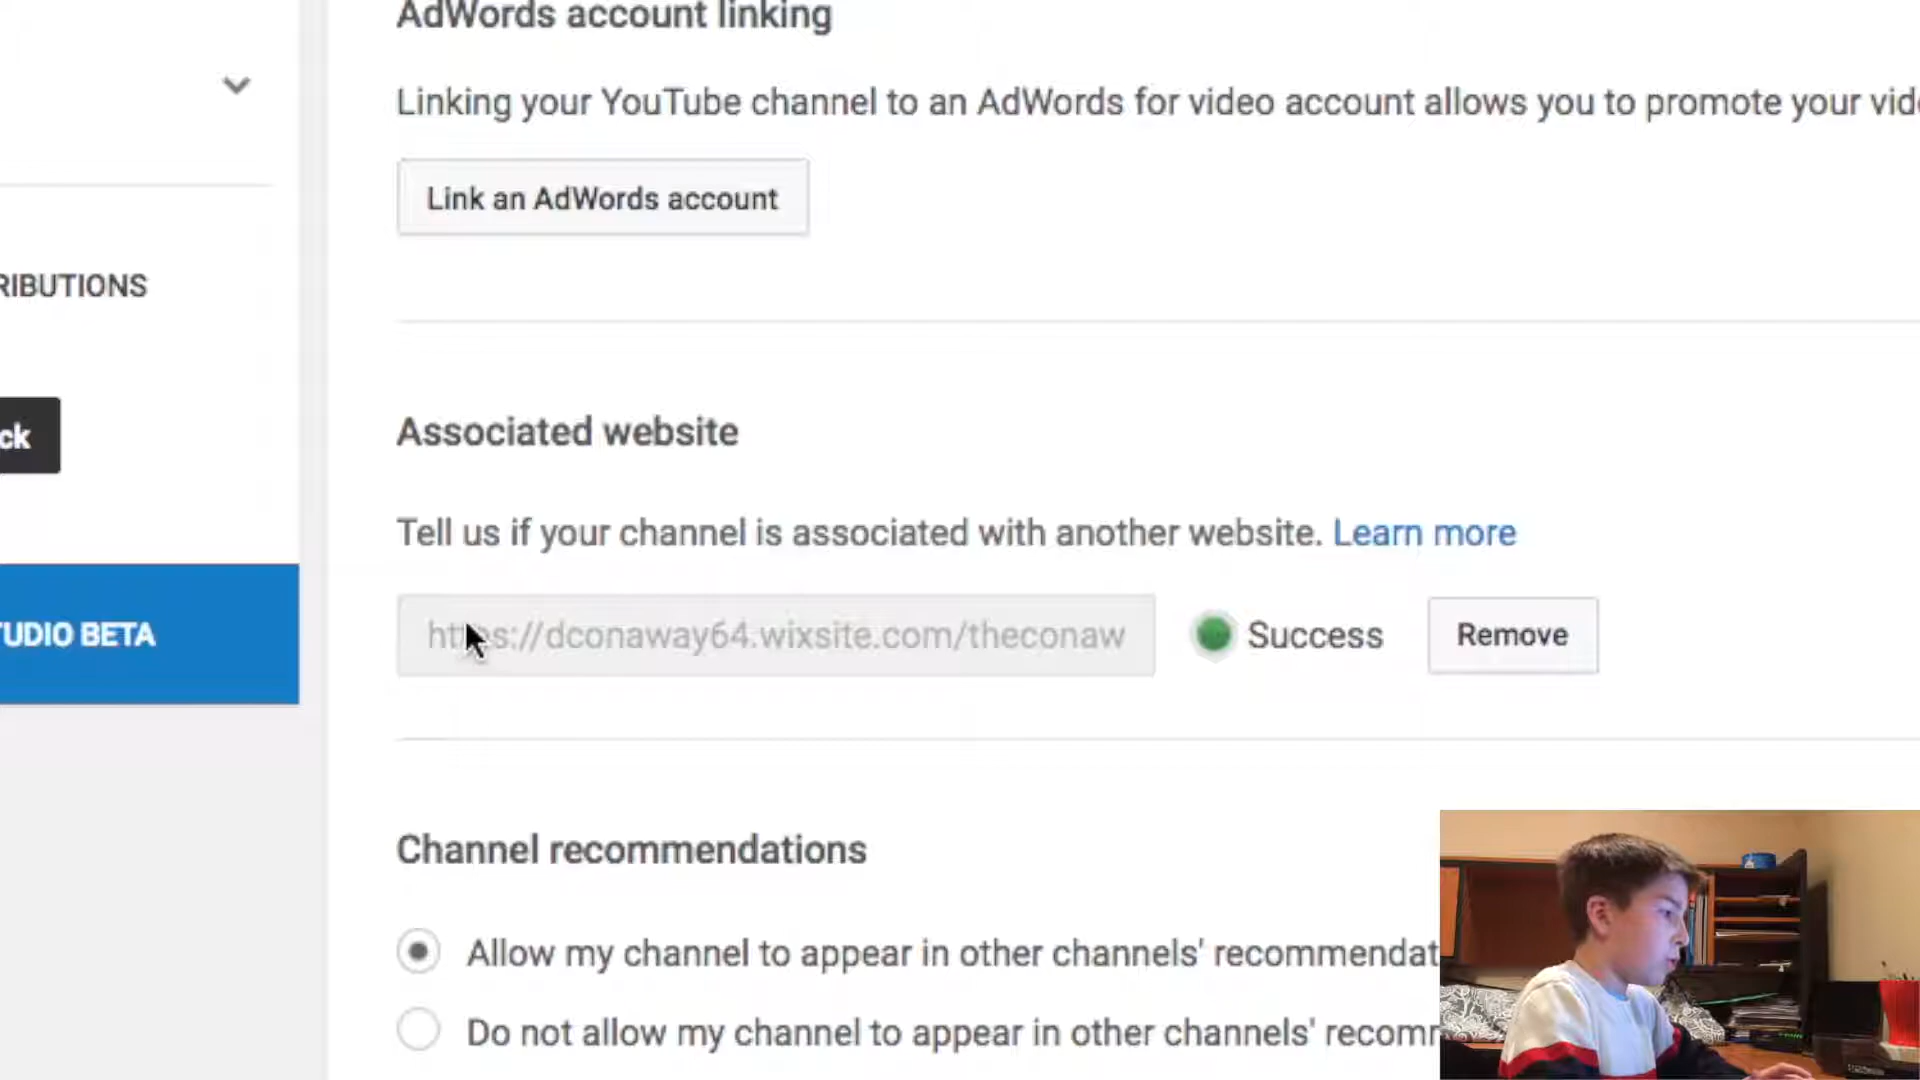 AdWords account linking
Linking your YouTube channel to an AdWords for video account allows you to promote your vid
Link an AdWords account
RIBUTIONS
ck
Associated website
Tell us if your channel is associated with another website. Learn more
TUDIO BETA
https://dconaway64.wixsite.com/theconaw
Success
Remove
Channel recommendations
Allow my channel to appear in other channels' recommendat
Do not allow my channel to appear in other channels' recom